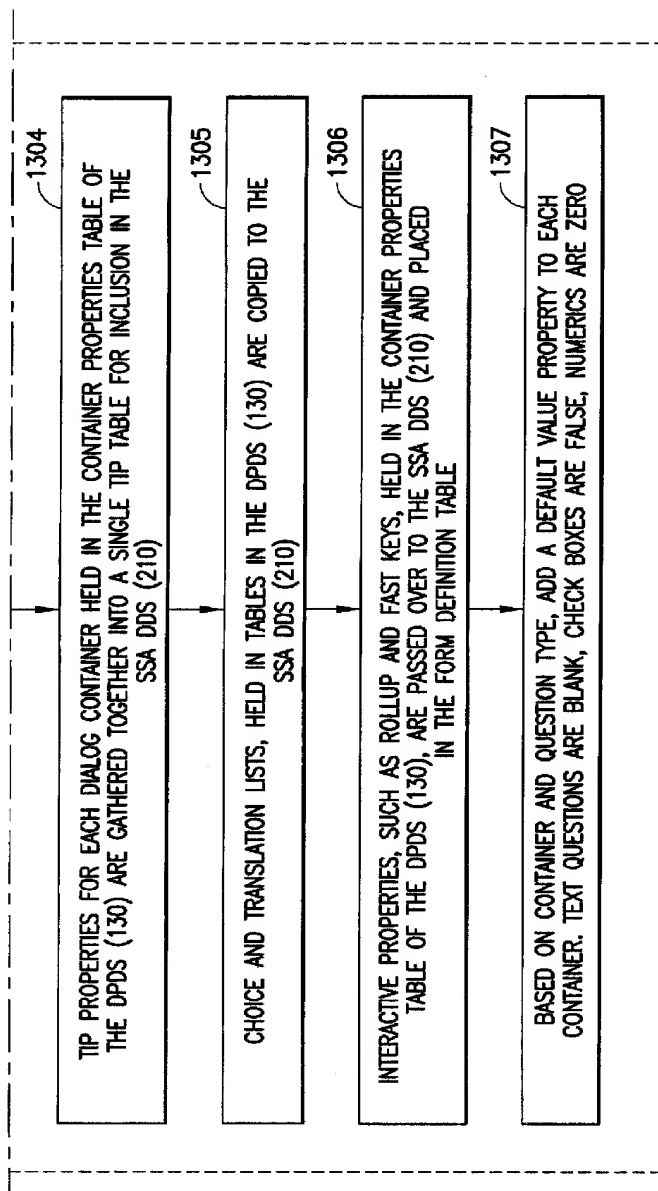 1304
TIP PROPERTIES FOR EACH DIALOG CONTAINER HELD IN THE CONTAINER PROPERTIES TABLE OF
THE DPDS (130) ARE GATHERED TOGETHER INTO A SINGLE TIP TABLE FOR INCLUSION IN THE
SSA DDS (210)
1305
CHOICE AND TRANSLATION LISTS, HELD IN TABLES IN THE DPDS (130) ARE COPIED TO THE
SSA DDS (210)
1306
INTERACTIVE PROPERTIES, SUCH AS ROLLUP AND FAST KEYS, HELD IN THE CONTAINER PROPERTIES
TABLE OF THE DPDS (130), ARE PASSED OVER TO THE SSA DDS (210) AND PLACED
IN THE FORM DEFINITION TABLE
1307
BASED ON CONTAINER AND QUESTION TYPE, ADD A DEFAULT VALUE PROPERTY TO EACH
CONTAINER. TEXT QUESTIONS ARE BLANK, CHECK BOXES ARE FALSE, NUMERICS ARE ZERO